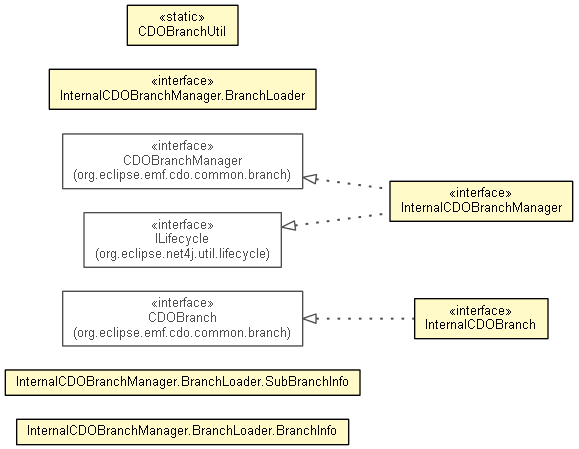 «static»
CDOBranchUtil
«interface»
InternalCDOBranchManager.BranchLoader
«interface»
CDOBranchManager
(org.eclipse.emf.cdo.common.branch)
«interface»
InternalCDOBranchManager
«interface»
ILifecycle
(org.eclipse.net4j.util.lifecycle)
«interface»
CDOBranch
(org.eclipse.emf.cdo.common.branch)
«interface»
InternalCDOBranch
InternalCDOBranchManager.BranchLoader.SubBranchInfo
InternalCDOBranchManager.BranchLoader.BranchInfo